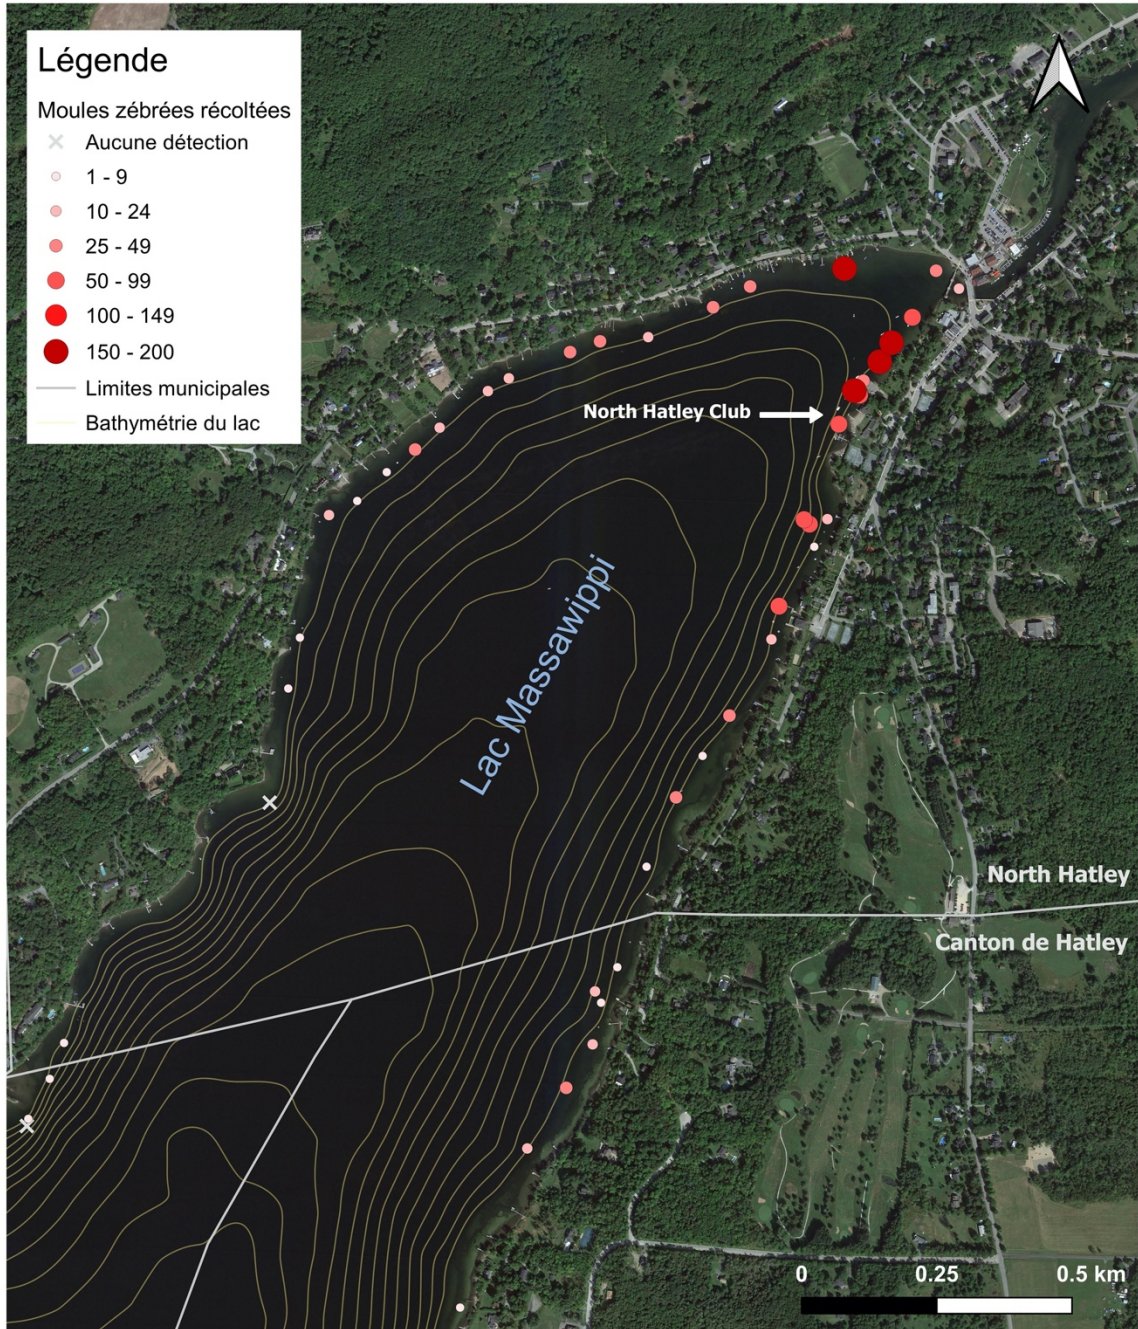 Légende
Moules zébrées récoltées
Aucune détection
1 - 9
10 - 24
25 - 49
50 - 99
100 - 149
150 - 200
Limites municipales
Bathymétrie du lac
North Hatley Club
Lac Massawippi
North Hatley
Canton de Hatley
0 0.25 0.5 km